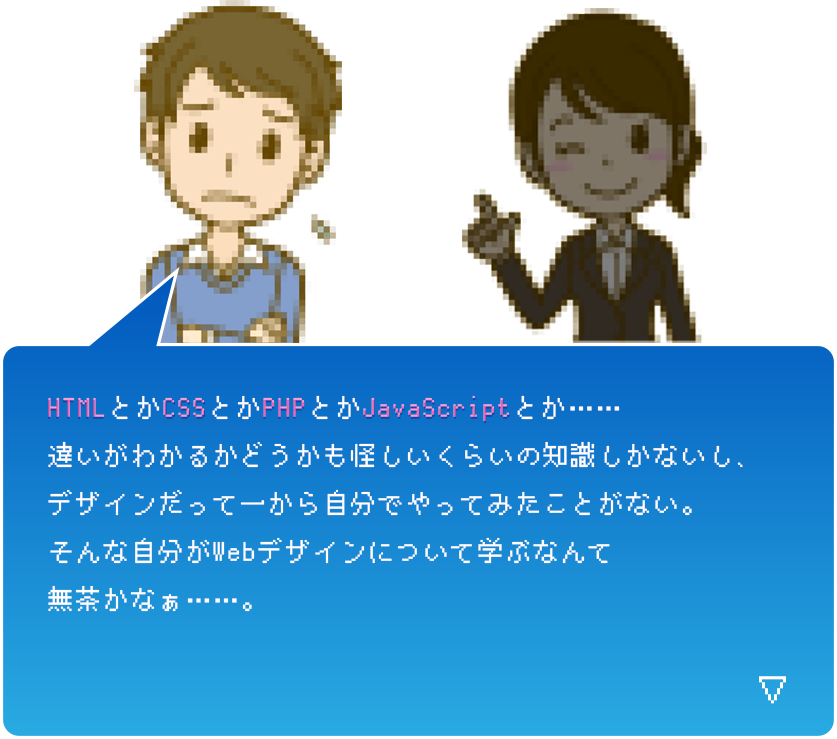 HTMLとかCSSとかPHPとかJavaScriptとか……
違いがわかるかどうかも怪しいくらいの知識しかないし、
デザインだって一から自分でやってみたことがない。
そんな自分がWebデザインについて学ぶなんて
無茶かなぁ……。